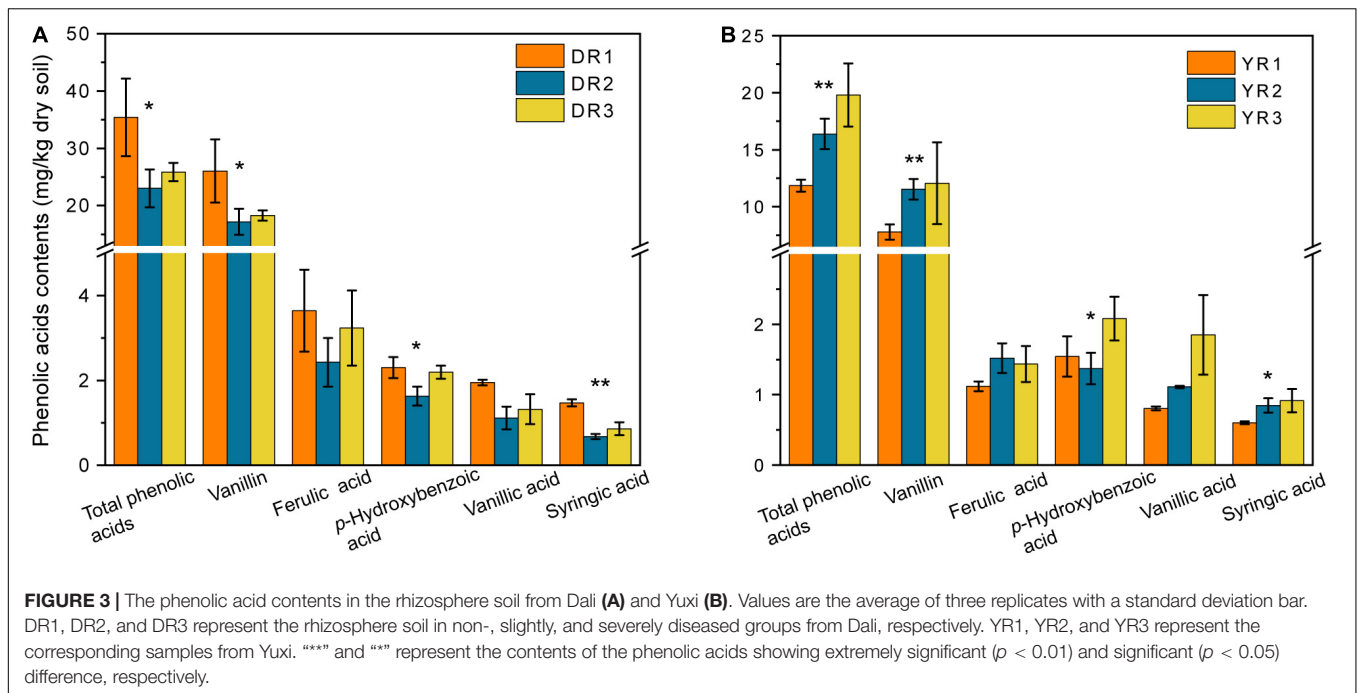 A
50
40
30
20
4
2
0
Phenolic acids contents (mg/kg dry soil)
DR1
DR2
DR3
*
*
*
**
Total phenolic
acids
Vanillin
Ferulic acid
p-Hydroxybenzoic
acid
Vanillic acid
Syringic acid
B
25
20
15
10
2
1
0
YR1
YR2
YR3
**
**
*
*
Total phenolic
acids
Vanillin
Ferulic acid
p-Hydroxybenzoic
acid
Vanillic acid
Syringic acid
FIGURE 3 | The phenolic acid contents in the rhizosphere soil from Dali (A) and Yuxi (B). Values are the average of three replicates with a standard deviation bar.
DR1, DR2, and DR3 represent the rhizosphere soil in non-, slightly, and severely diseased groups from Dali, respectively. YR1, YR2, and YR3 represent the
corresponding samples from Yuxi. “**” and “*” represent the contents of the phenolic acids showing extremely significant (p < 0.01) and significant (p < 0.05)
difference, respectively.